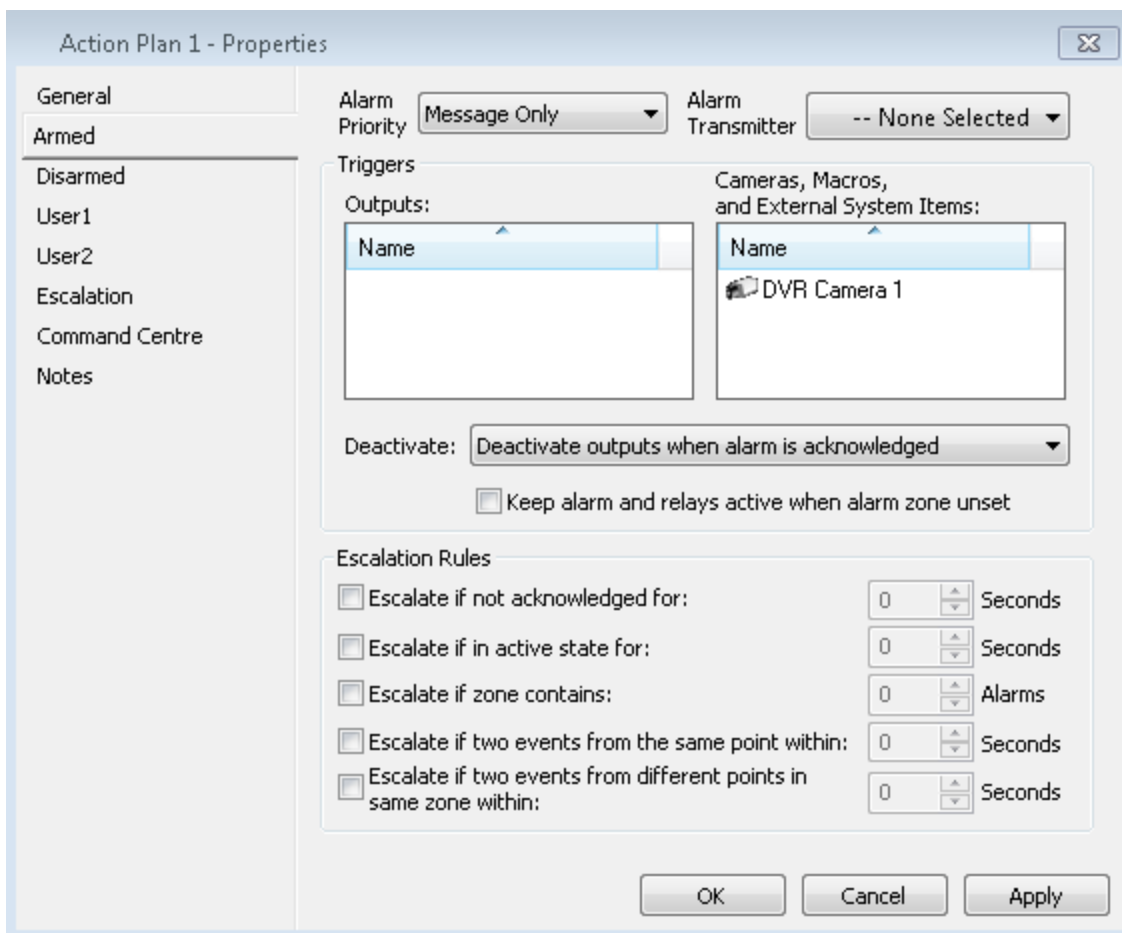 Action Plan 1 - Properties
General
Armed
Disarmed
User1
User2
Escalation
Command Centre
Notes
Alarm
Priority
Message Only
Alarm
Transmitter
-- None Selected
Triggers
Outputs:
Name
Cameras, Macros,
and External System Items:
Name
DVR Camera 1
Deactivate:
Deactivate outputs when alarm is acknowledged
Keep alarm and relays active when alarm zone unset
Escalation Rules
Escalate if not acknowledged for: 0 Seconds
Escalate if in active state for: 0 Seconds
Escalate if zone contains: 0 Alarms
Escalate if two events from the same point within: 0 Seconds
Escalate if two events from different points in
same zone within: 0 Seconds
OK Cancel Apply